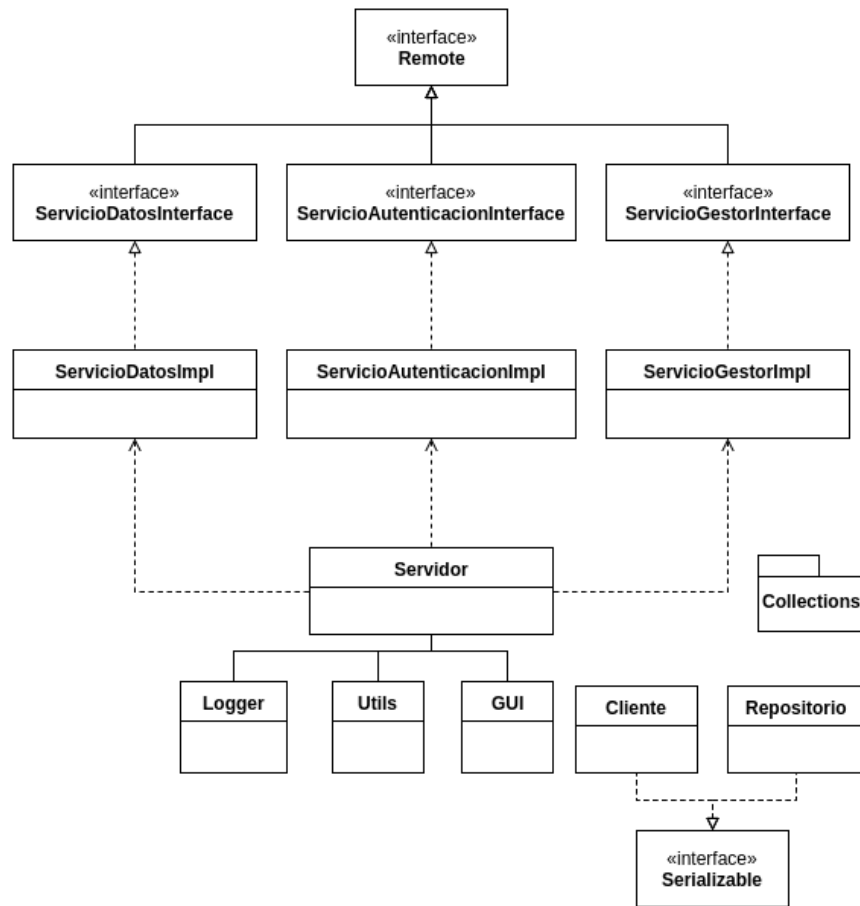 «interface»
Remote
«interface»
ServicioDatosInterface
«interface»
ServicioAutenticacionInterface
«interface»
ServicioGestorInterface
ServicioDatosImpl
ServicioAutenticacionImpl
ServicioGestorImpl
Servidor
Collections
Logger
Utils
GUI
Cliente
Repositorio
«interface»
Serializable